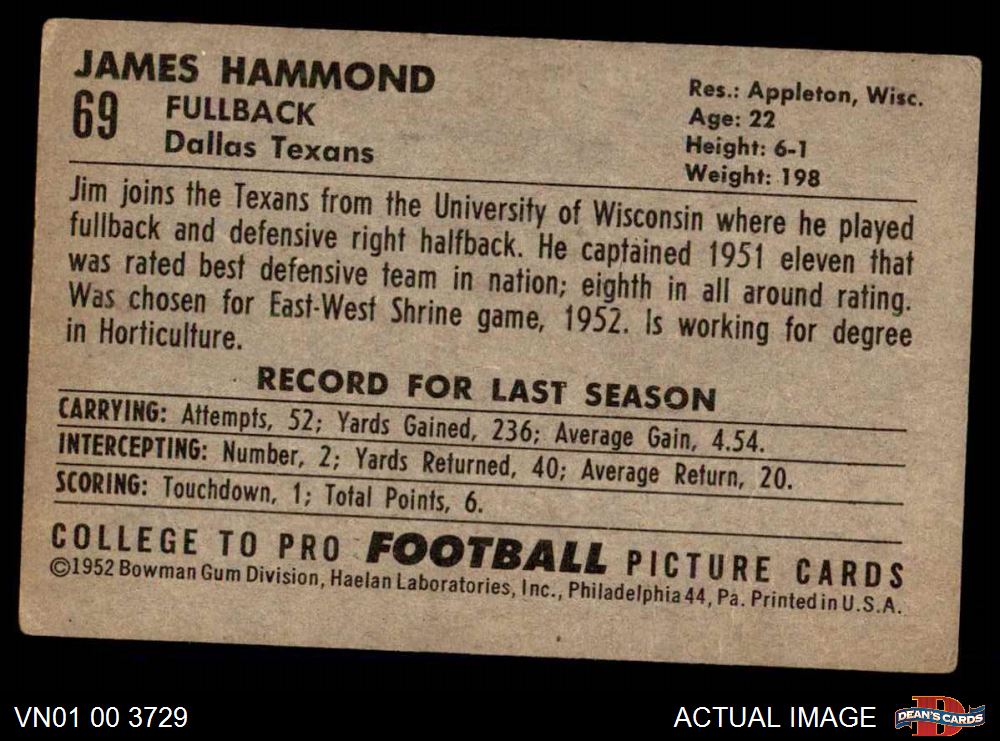 JAMES HAMMOND
69 FULLBACK
Dallas Texans
Res.: Appleton, Wisc.
Age: 22
Height: 6-1
Weight: 198
Jim joins the Texans from the University of Wisconsin where he played
fullback and defensive right halfback. He captained 1951 eleven that
was rated best defensive team in nation; eighth in all around rating.
Was chosen for East-West Shrine game, 1952. Is working for degree
in Horticulture.
RECORD FOR LAST SEASON
CARRYING: Attempts, 52; Yards Gained, 236; Average Gain, 4.54.
INTERCEPTING: Number, 2; Yards Returned, 40; Average Return, 20.
SCORING: Touchdown, 1; Total Points, 6.
COLLEGE TO PRO FOOTBALL PICTURE CARDS
©1952 Bowman Gum Division, Haelan Laboratories, Inc., Philadelphia 44, Pa. Printed in U.S.A.
VN01 00 3729
ACTUAL IMAGE
D
DEAN'S CARDS